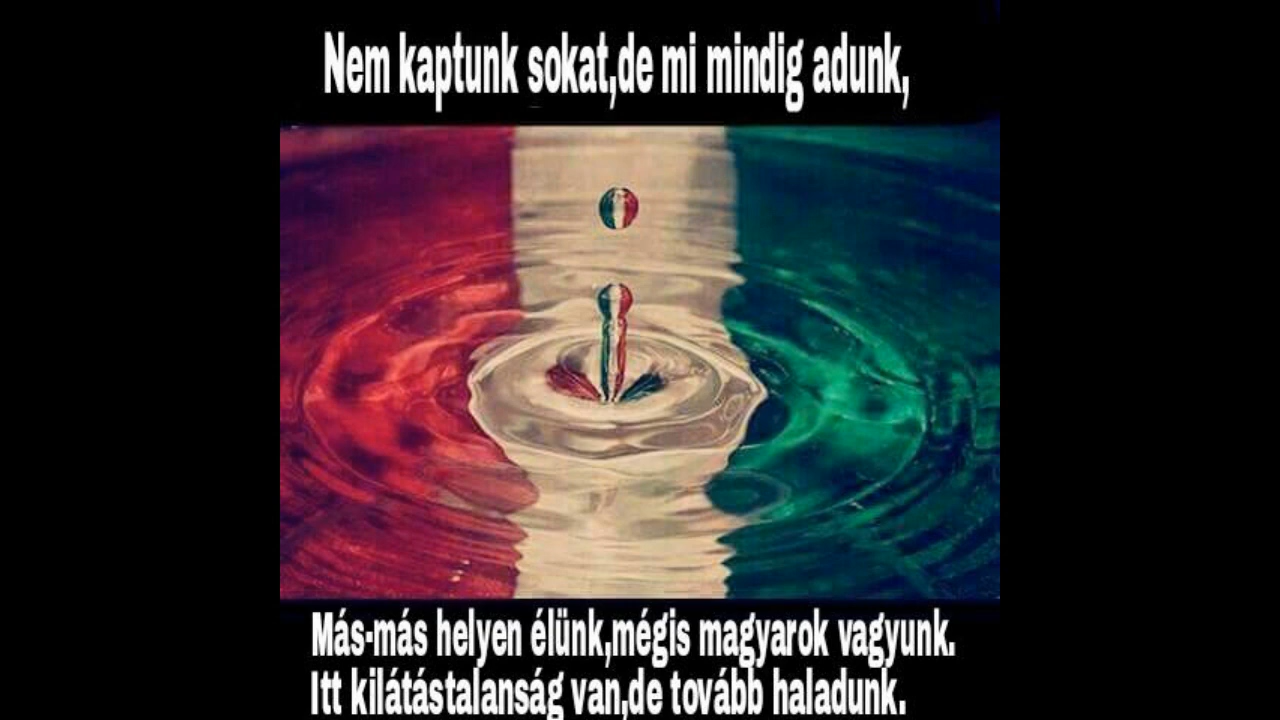 Nem kaptunk sokat,de mi mindig adunk,
Más-más helyen élünk,mégis magyarok vagyunk.
Itt kilátástalanság van,de tovább haladunk.